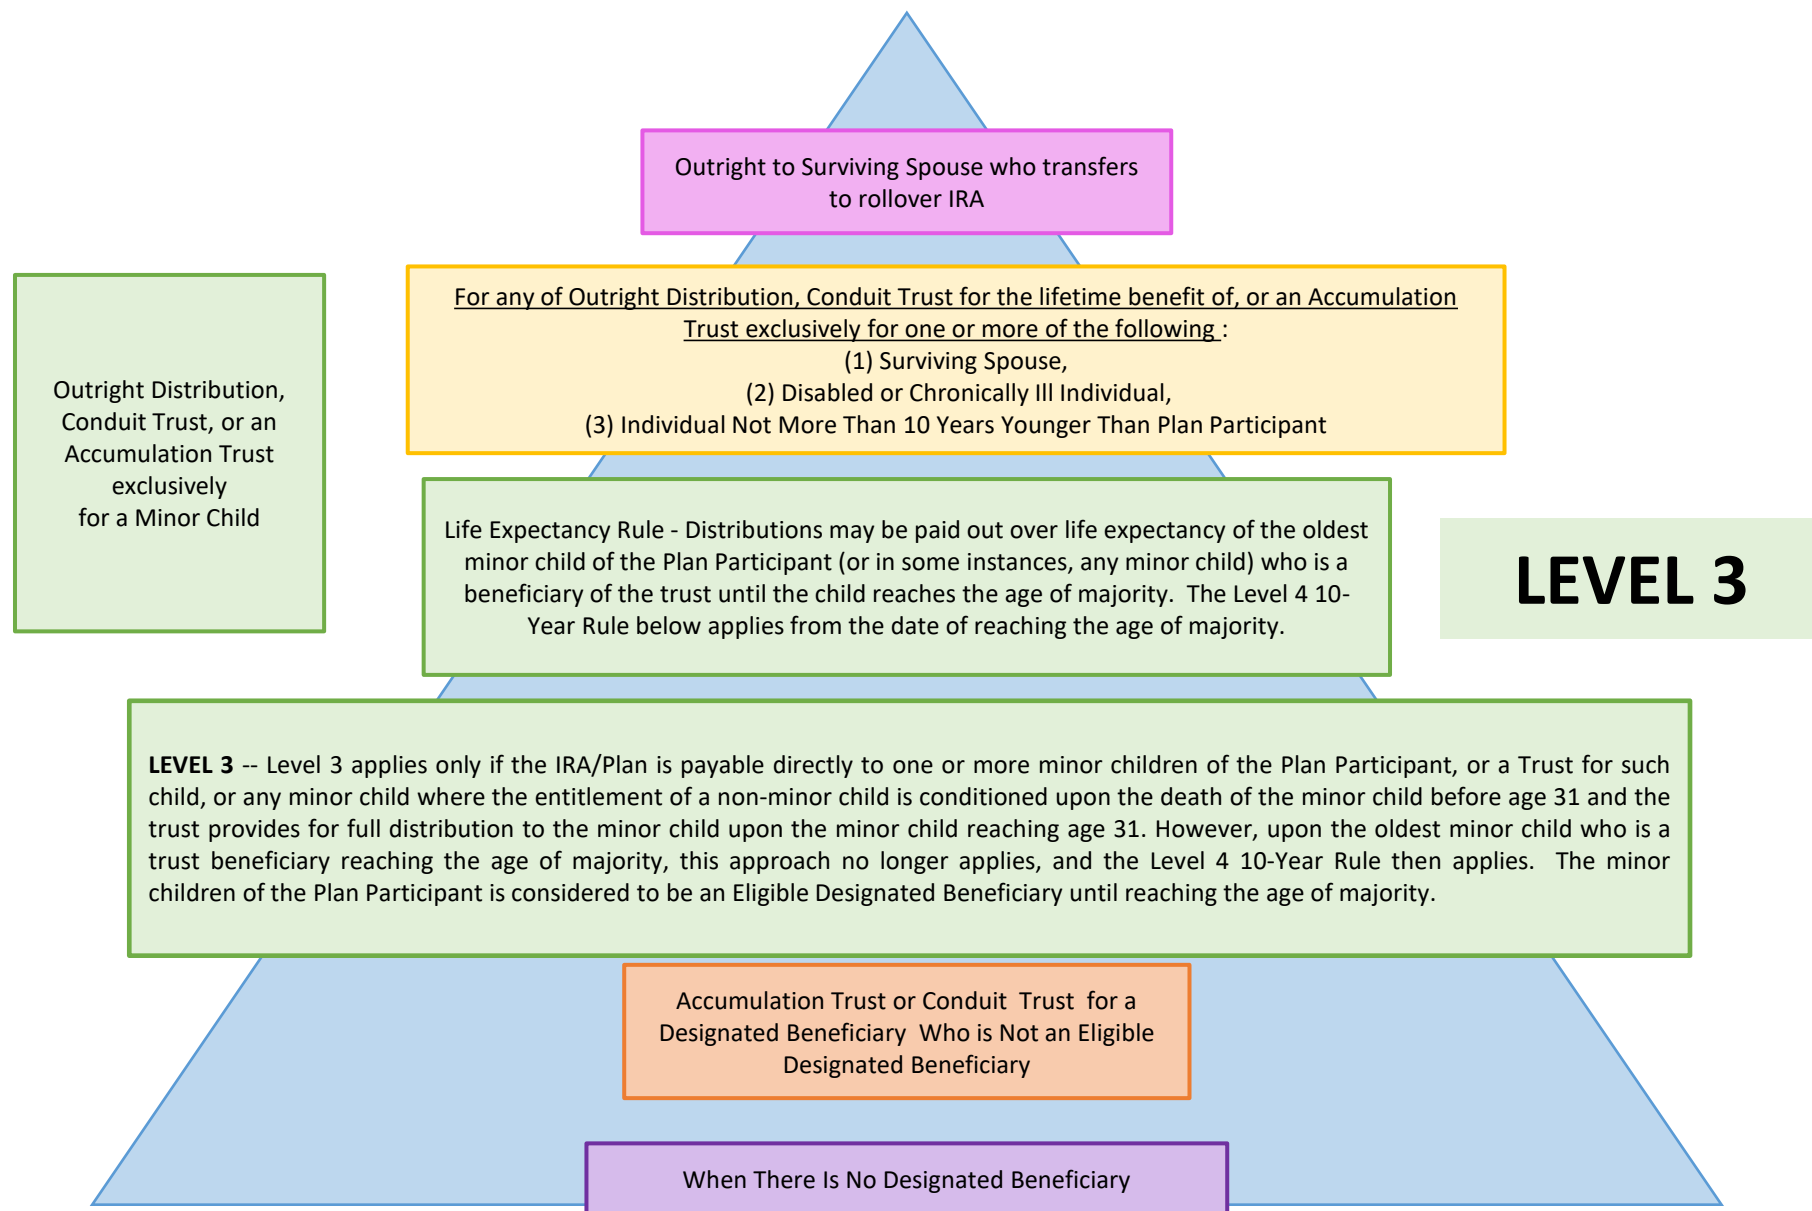 Outright to Surviving Spouse who transfers
to rollover IRA
For any of Outright Distribution, Conduit Trust for the lifetime benefit of, or an Accumulation
Trust exclusively for one or more of the following :
(1) Surviving Spouse,
(2) Disabled or Chronically Ill Individual,
(3) Individual Not More Than 10 Years Younger Than Plan Participant
Outright Distribution,
Conduit Trust, or an
Accumulation Trust
exclusively
for a Minor Child
Life Expectancy Rule - Distributions may be paid out over life expectancy of the oldest
minor child of the Plan Participant (or in some instances, any minor child) who is a
beneficiary of the trust until the child reaches the age of majority. The Level 4 10-
Year Rule below applies from the date of reaching the age of majority.
LEVEL 3
LEVEL 3 -- Level 3 applies only if the IRA/Plan is payable directly to one or more minor children of the Plan Participant, or a Trust for such
child, or any minor child where the entitlement of a non-minor child is conditioned upon the death of the minor child before age 31 and the
trust provides for full distribution to the minor child upon the minor child reaching age 31. However, upon the oldest minor child who is a
trust beneficiary reaching the age of majority, this approach no longer applies, and the Level 4 10-Year Rule then applies. The minor
children of the Plan Participant is considered to be an Eligible Designated Beneficiary until reaching the age of majority.
Accumulation Trust or Conduit Trust for a
Designated Beneficiary Who is Not an Eligible
Designated Beneficiary
When There Is No Designated Beneficiary